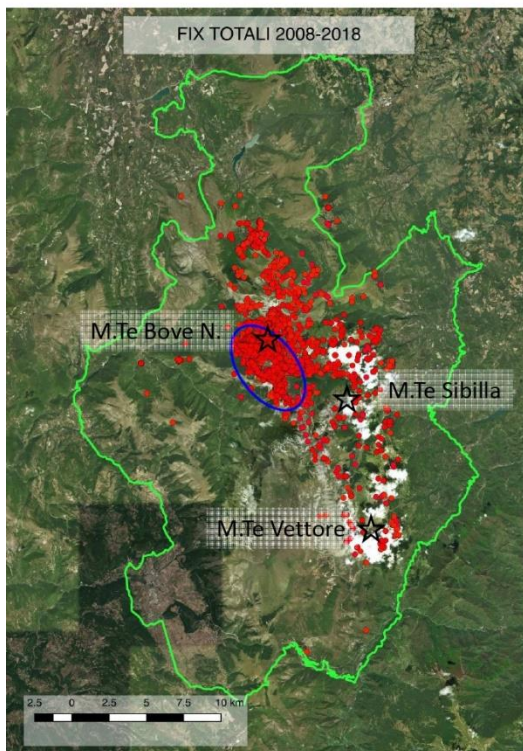 FIX TOTALI 2008-2018
M.Te Bove N.
M.Te Sibilla
M.Te Vettore
2.5 0 2.5 5 7.5 10 km